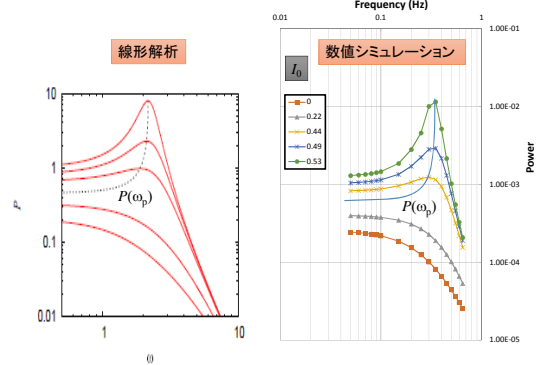 線形解析
10
1
0.1
0.01
P
P(ωp)
1
10
ω
数値シミュレーション
Frequency (Hz)
0.01
0.1
1
I0
0
0.22
0.44
0.49
0.53
P(ωp)
1.00E-01
1.00E-02
1.00E-03
1.00E-04
1.00E-05
Power